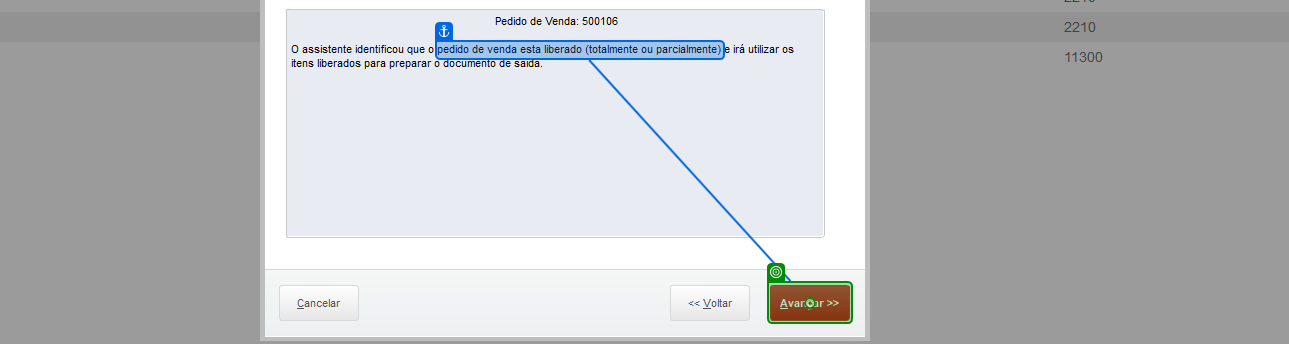 Pedido de Venda: 500106
2210
O assistente identificou que o pedido de venda esta liberado (totalmente ou parcialmente) e irá utilizar os
11300
itens liberados para preparar o documento de saída.
Cancelar
<< Voltar
Avançar >>